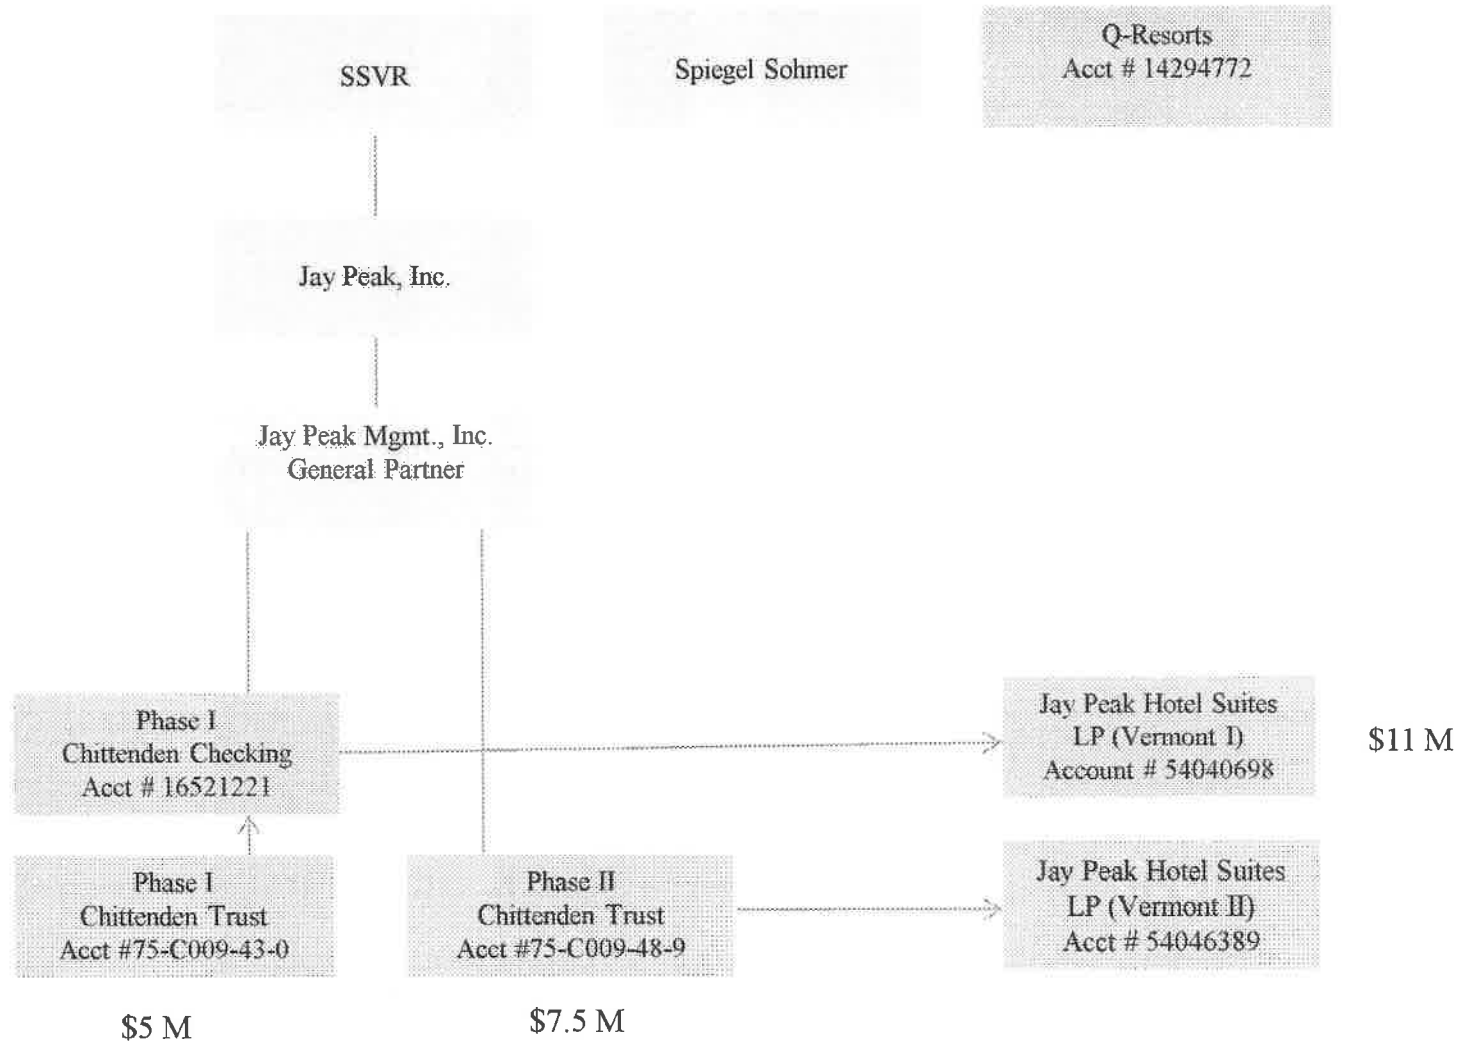 SSVR
Spiegel Sohmer
Q-Resorts
Acct # 14294772
Jay Peak, Inc.
Jay Peak Mgmt., Inc.
General Partner
Phase I
Chittenden Checking
Acct # 16521221
Jay Peak Hotel Suites
LP (Vermont I)
Account # 54040698
$11 M
Phase I
Chittenden Trust
Acct #75-C009-43-0
Phase II
Chittenden Trust
Acct #75-C009-48-9
Jay Peak Hotel Suites
LP (Vermont II)
Acct # 54046389
$5 M
$7.5 M